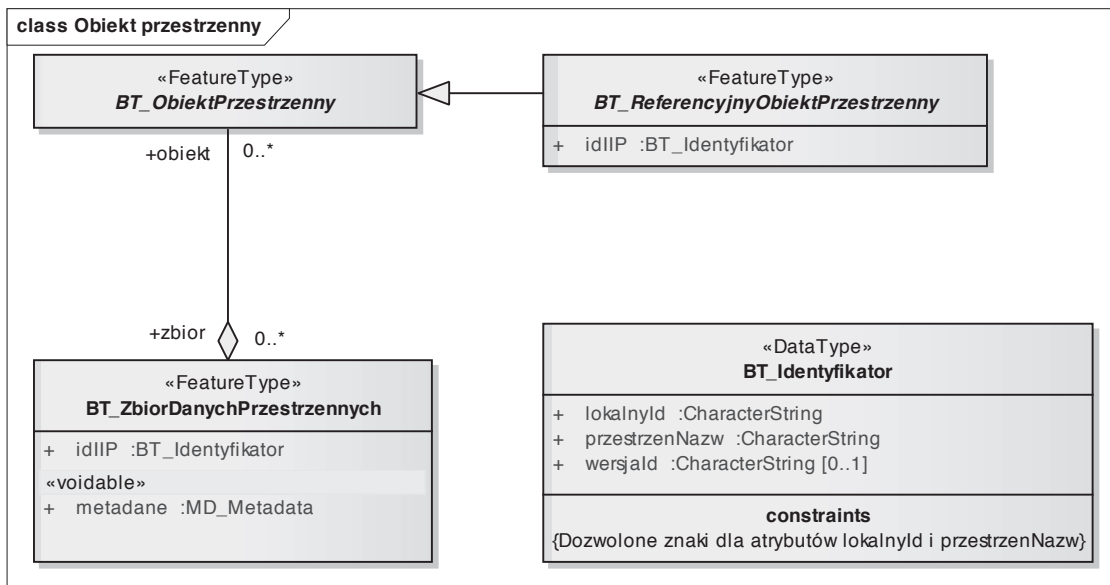 class Obiekt przestrzenny
«FeatureType»
BT_ObiektPrzestrzenny
«FeatureType»
BT_ReferencyjnyObiektPrzestrzenny
+ idIIP :BT_Identyfikator
+obiekt 0..*
+zbior 0..*
«FeatureType»
BT_ZbiorDanychPrzestrzennych
+ idIIP :BT_Identyfikator
«voidable»
+ metadane :MD_Metadata
«DataType»
BT_Identyfikator
+ lokalnyId :CharacterString
+ przestrzenNazw :CharacterString
+ wersjaId :CharacterString [0..1]
constraints
{Dozwolone znaki dla atrybutów lokalnyId i przestrzenNazw}